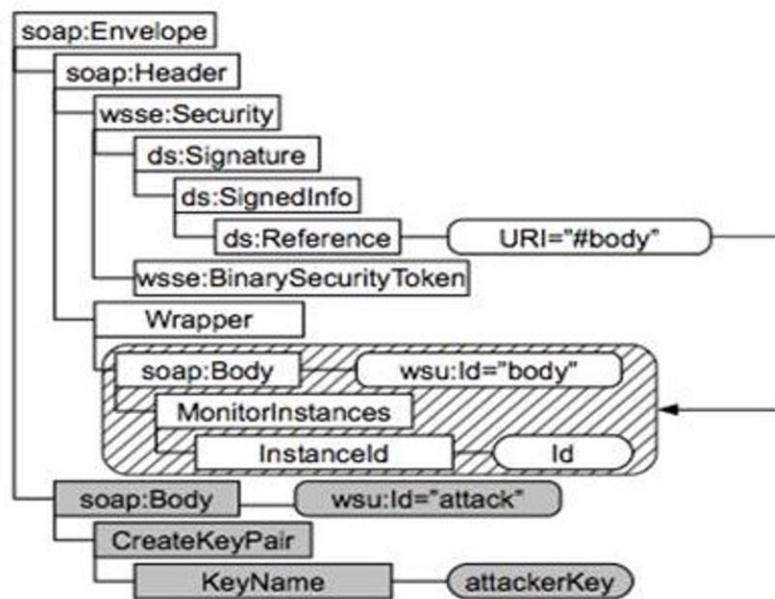 soap:Envelope
soap:Header
wsse:Security
ds:Signature
ds:SignedInfo
ds:Reference URI="#body"
wsse:BinarySecurityToken
Wrapper
soap:Body wsu:Id="body"
MonitorInstances
InstanceId Id
soap:Body wsu:Id="attack"
CreateKeyPair
KeyName attackerKey